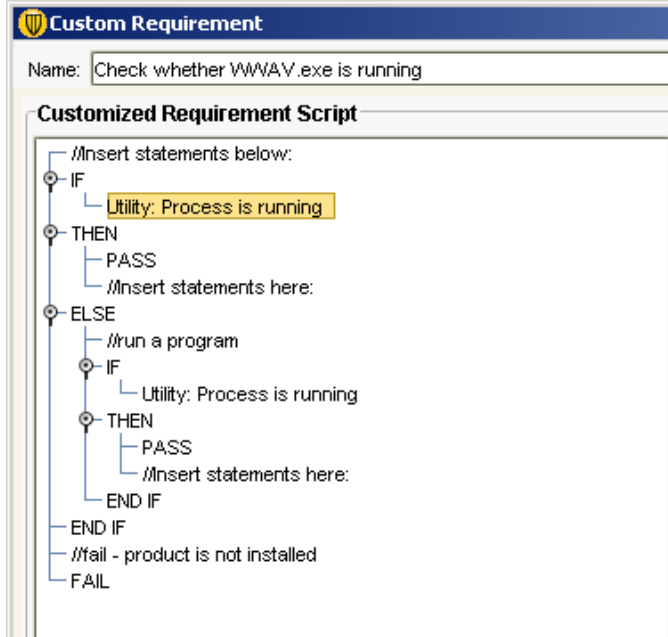 Custom Requirement
Name: Check whether WWAV.exe is running
Customized Requirement Script
//Insert statements below:
IF
Utility: Process is running
THEN
PASS
//Insert statements here:
ELSE
//run a program
IF
Utility: Process is running
THEN
PASS
//Insert statements here:
END IF
END IF
//fail - product is not installed
FAIL